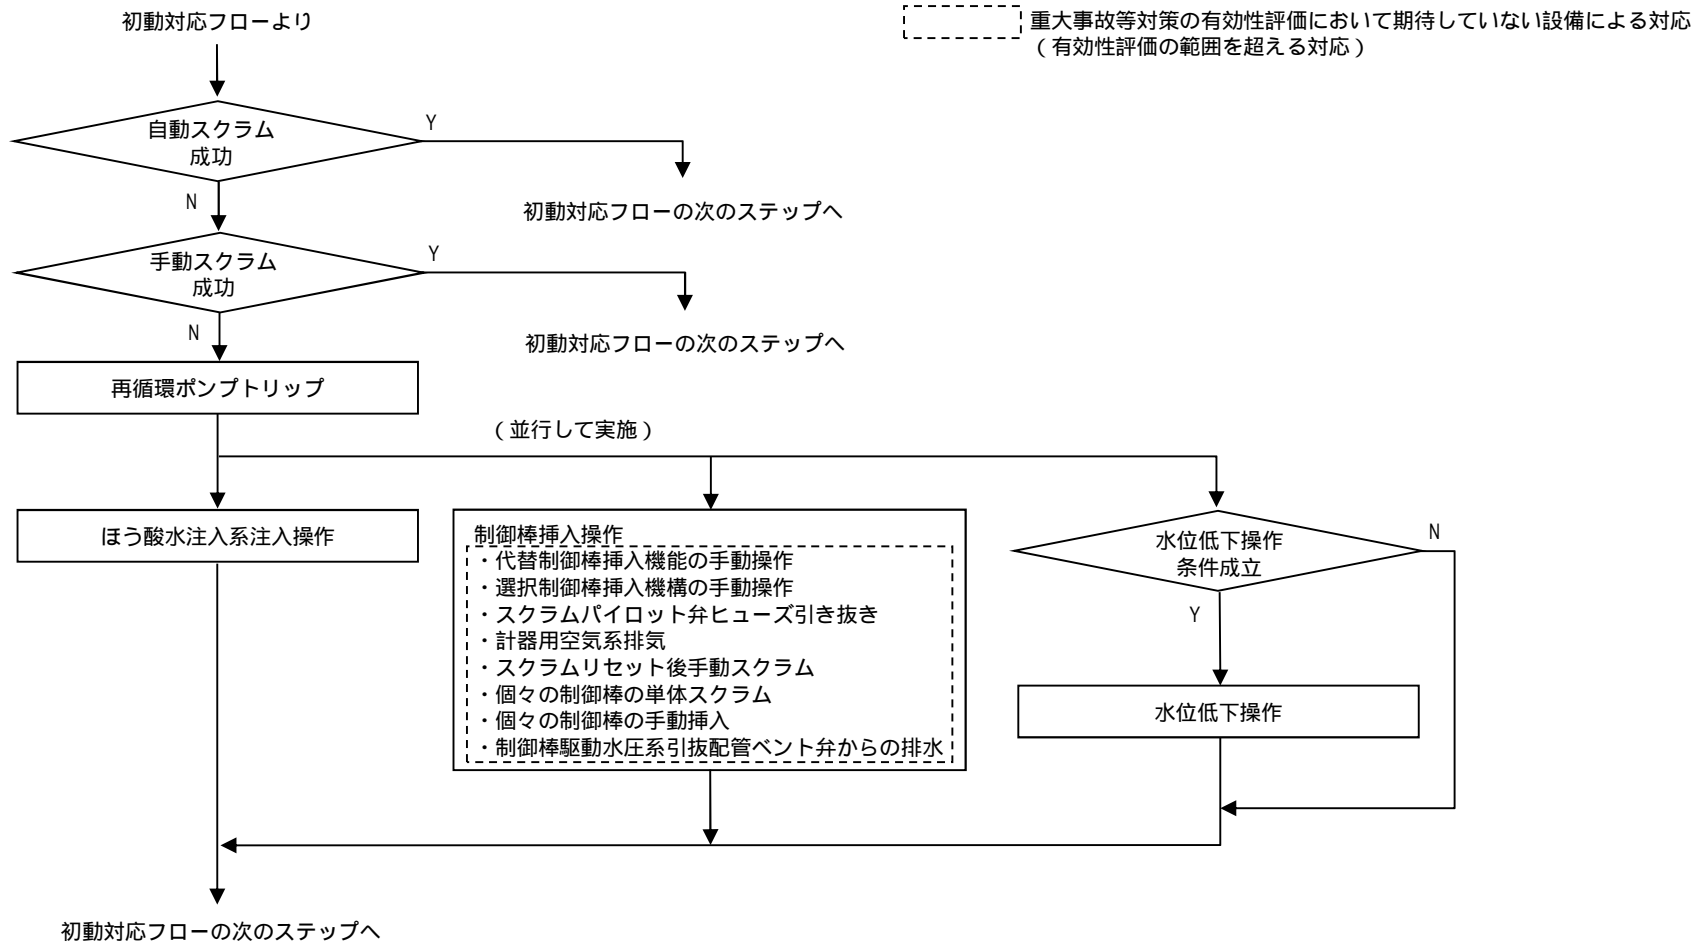 初動対応フローより
重大事故等対策の有効性評価において期待していない設備による対応
（有効性評価の範囲を超える対応）
自動スクラム
成功
Y
N
初動対応フローの次のステップへ
手動スクラム
成功
Y
N
初動対応フローの次のステップへ
再循環ポンプトリップ
（並行して実施）
ほう酸水注入系注入操作
制御棒挿入操作
・代替制御棒挿入機能の手動操作
・選択制御棒挿入機構の手動操作
・スクラムパイロット弁ヒューズ引き抜き
・計器用空気系排気
・スクラムリセット後手動スクラム
・個々の制御棒の単体スクラム
・個々の制御棒の手動挿入
・制御棒駆動水圧系引抜配管ベント弁からの排水
水位低下操作
条件成立
N
Y
水位低下操作
初動対応フローの次のステップへ